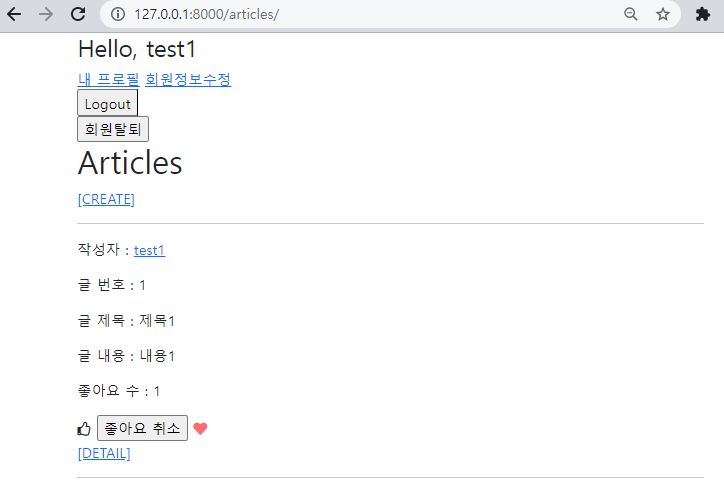 127.0.0.1:8000/articles/
Hello, test1
내 프로필 회원정보수정
Logout
회원탈퇴
Articles
[CREATE]
작성자 : test1
글 번호 : 1
글 제목 : 제목1
글 내용 : 내용1
좋아요 수 : 1
좋아요 취소
[DETAIL]